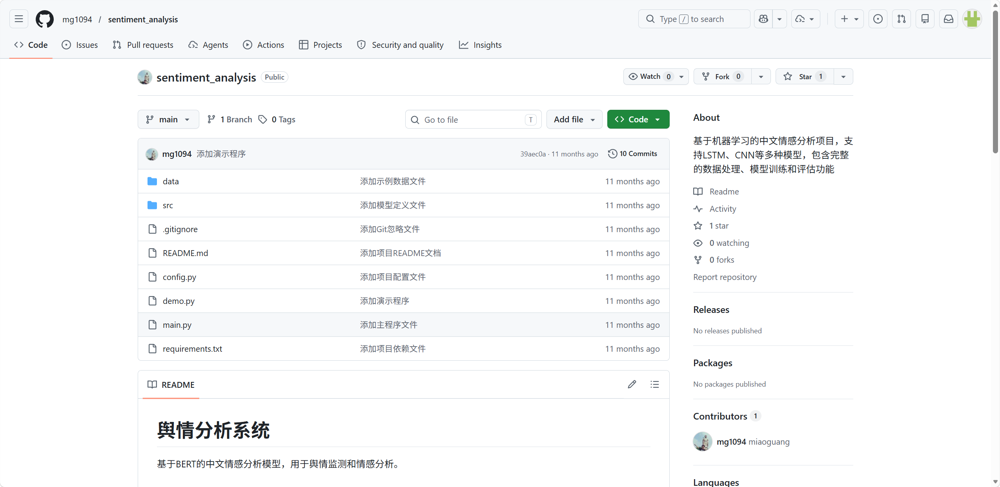 mg1094 / sentiment_analysis
Type / to search
Code
Issues
Pull requests
Agents
Actions
Projects
Security and quality
Insights
sentiment_analysis Public
Watch 0
Fork 0
Star 1
main
1 Branch
0 Tags
Go to file T
Add file
Code
mg1094 添加演示程序 39aec0a · 11 months ago 10 Commits
data 添加示例数据文件 11 months ago
src 添加模型定义文件 11 months ago
.gitignore 添加Git忽略文件 11 months ago
README.md 添加项目README文档 11 months ago
config.py 添加项目配置文件 11 months ago
demo.py 添加演示程序 11 months ago
main.py 添加主程序文件 11 months ago
requirements.txt 添加项目依赖文件 11 months ago
README
舆情分析系统
基于BERT的中文情感分析模型，用于舆情监测和情感分析。
About
基于机器学习的中文情感分析项目，支
持LSTM、CNN等多种模型，包含完整
的数据处理、模型训练和评估功能
Readme
Activity
1 star
0 watching
0 forks
Report repository
Releases
No releases published
Packages
No packages published
Contributors 1
mg1094 miaoguang
Languages